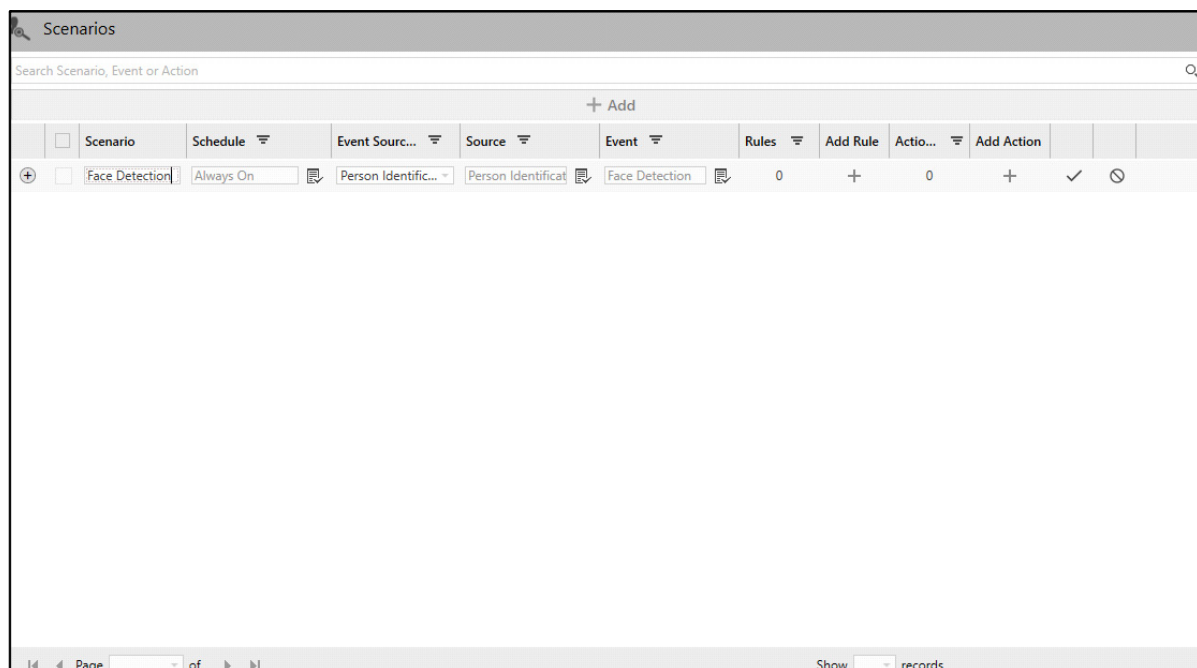 Scenarios
Search Scenario, Event or Action
+ Add
Scenario Schedule Event Sourc... Source Event Rules Add Rule Actio... Add Action
Face Detection Always On Person Identific... Person Identificat Face Detection 0 + 0 +
Page of Show records